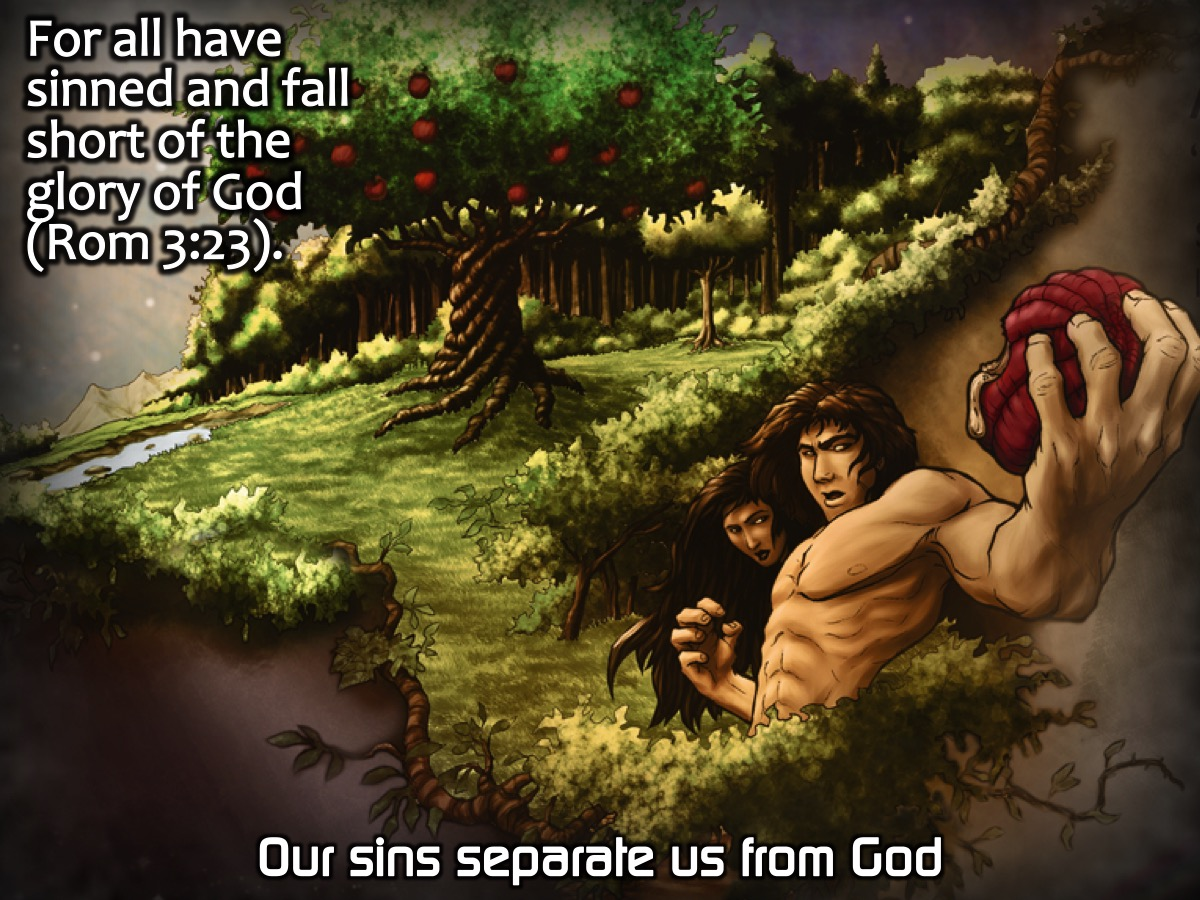 For all have
sinned and fall
short of the
glory of God
(Rom 3:23).
Our sins separate us from God